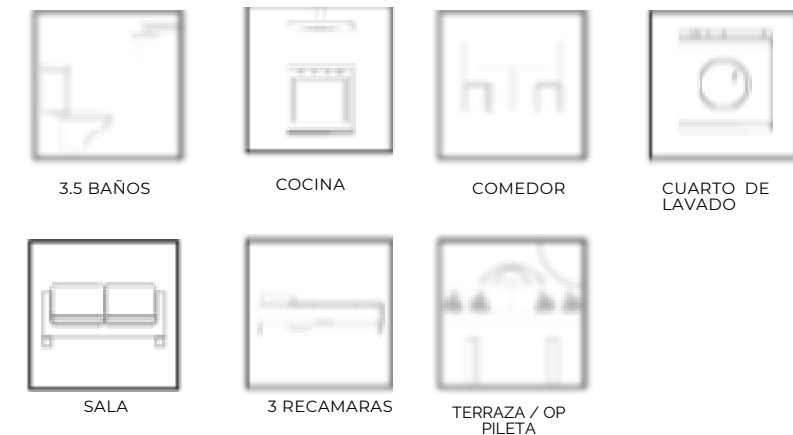 3.5 BAÑOS
COCINA
COMEDOR
CUARTO DE
LAVADO
SALA
3 RECAMARAS
TERRAZA / OP
PILETA